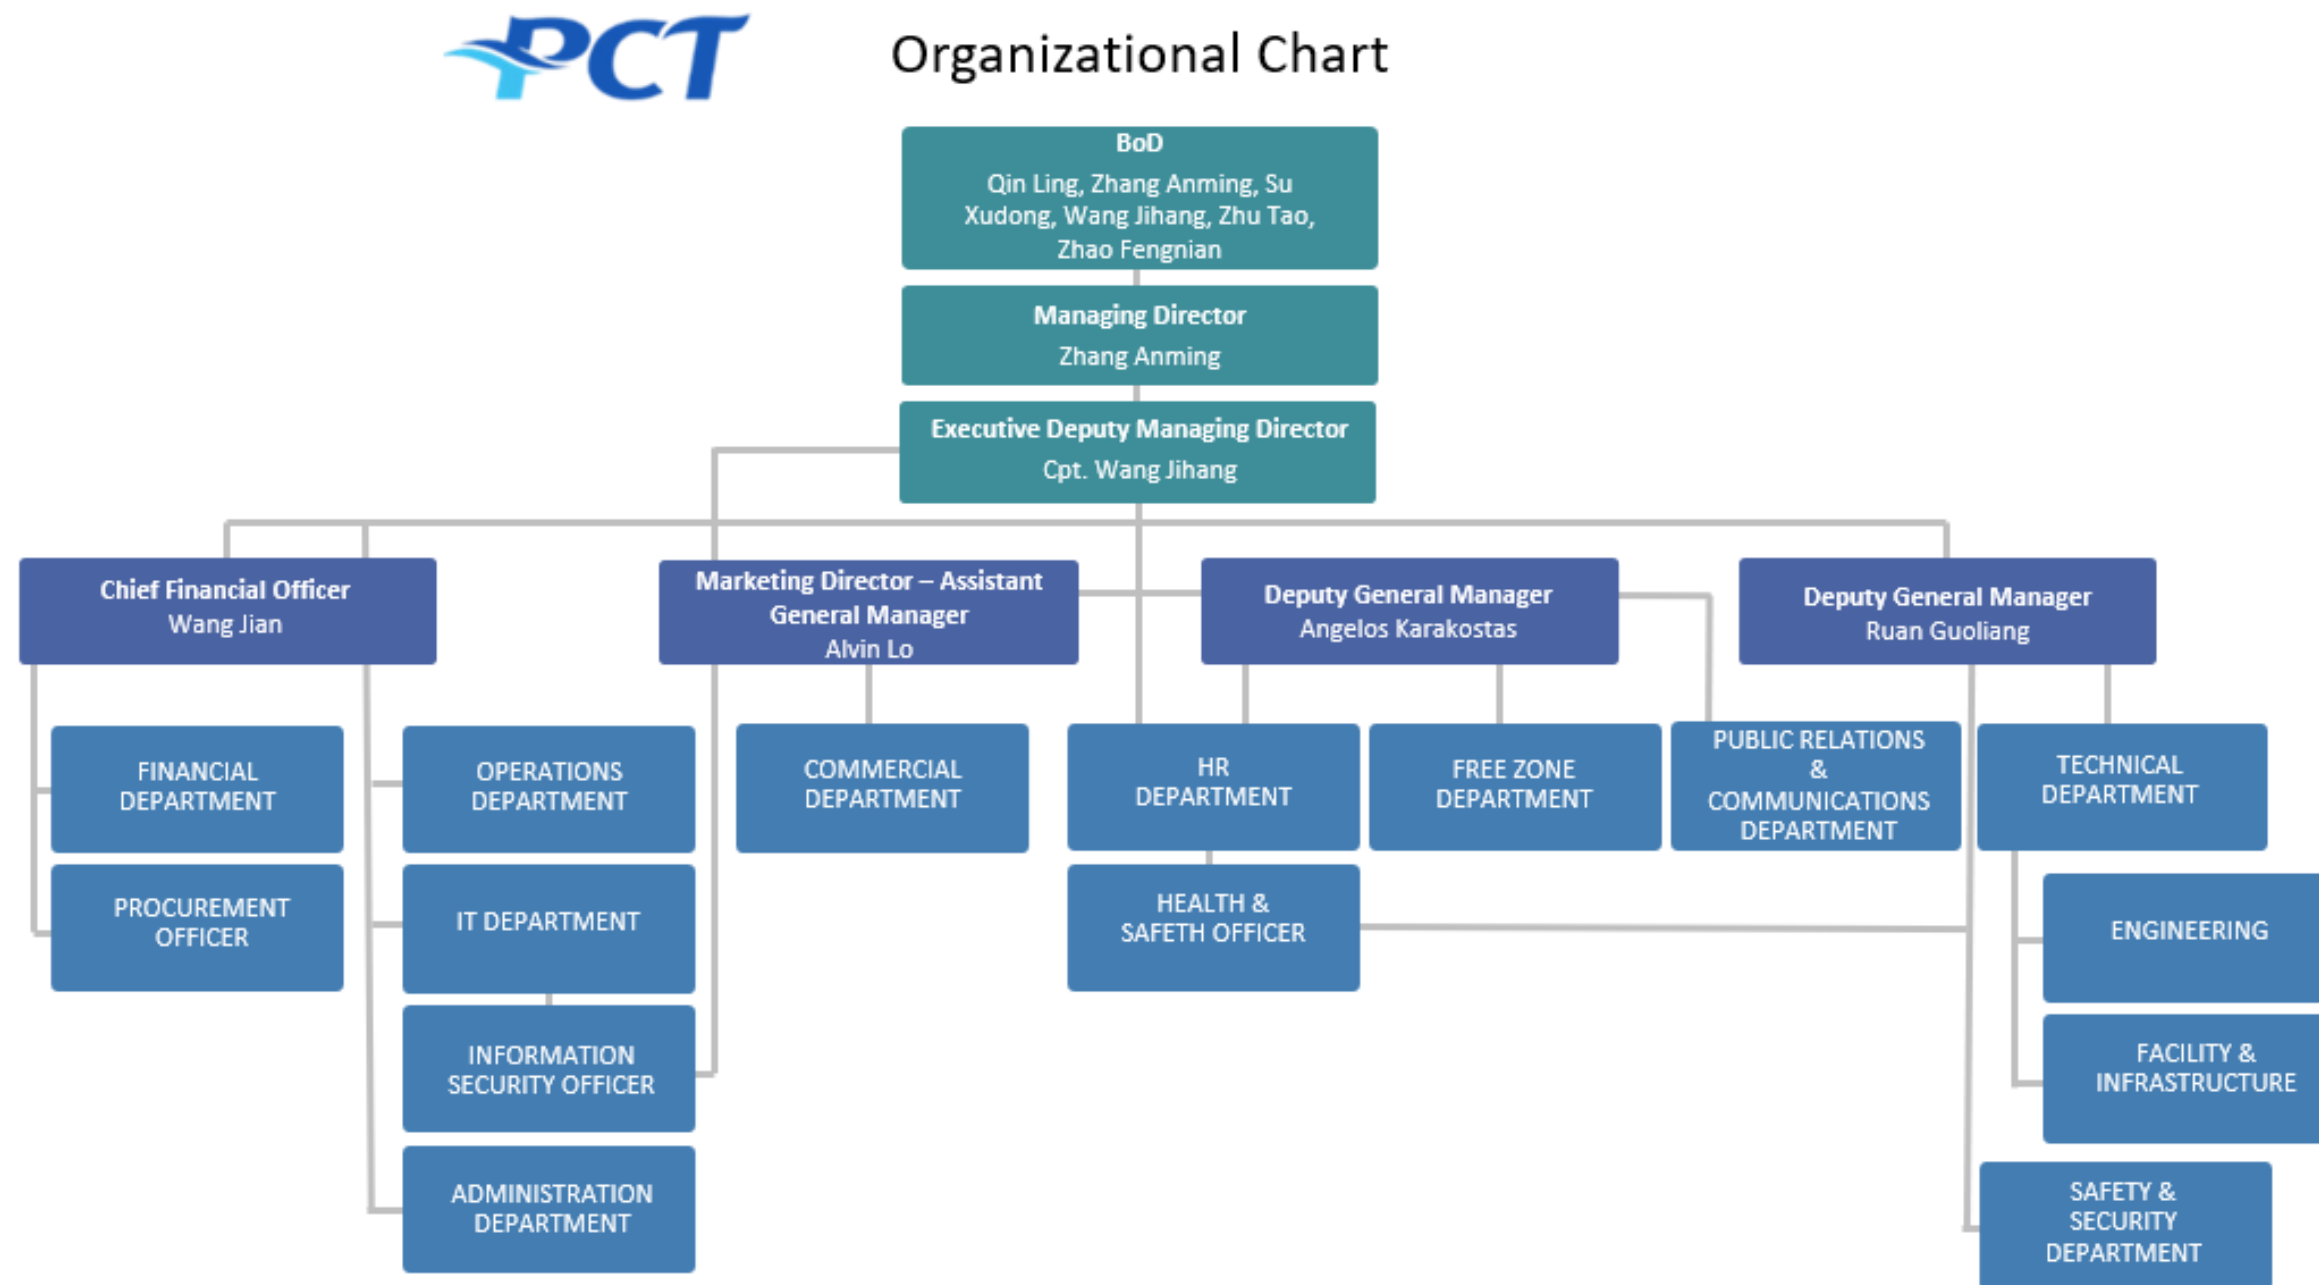 PCT
Organizational Chart
BoD
Qin Ling, Zhang Anming, Su
Xudong, Wang Jihang, Zhu Tao,
Zhao Fengnian
Managing Director
Zhang Anming
Executive Deputy Managing Director
Cpt. Wang Jihang
Chief Financial Officer
Wang Jian
Marketing Director – Assistant
General Manager
Alvin Lo
Deputy General Manager
Angelos Karakostas
Deputy General Manager
Ruan Guoliang
FINANCIAL
DEPARTMENT
OPERATIONS
DEPARTMENT
COMMERCIAL
DEPARTMENT
HR
DEPARTMENT
FREE ZONE
DEPARTMENT
PUBLIC RELATIONS
&
COMMUNICATIONS
DEPARTMENT
TECHNICAL
DEPARTMENT
PROCUREMENT
OFFICER
IT DEPARTMENT
HEALTH &
SAFETH OFFICER
ENGINEERING
INFORMATION
SECURITY OFFICER
FACILITY &
INFRASTRUCTURE
ADMINISTRATION
DEPARTMENT
SAFETY &
SECURITY
DEPARTMENT